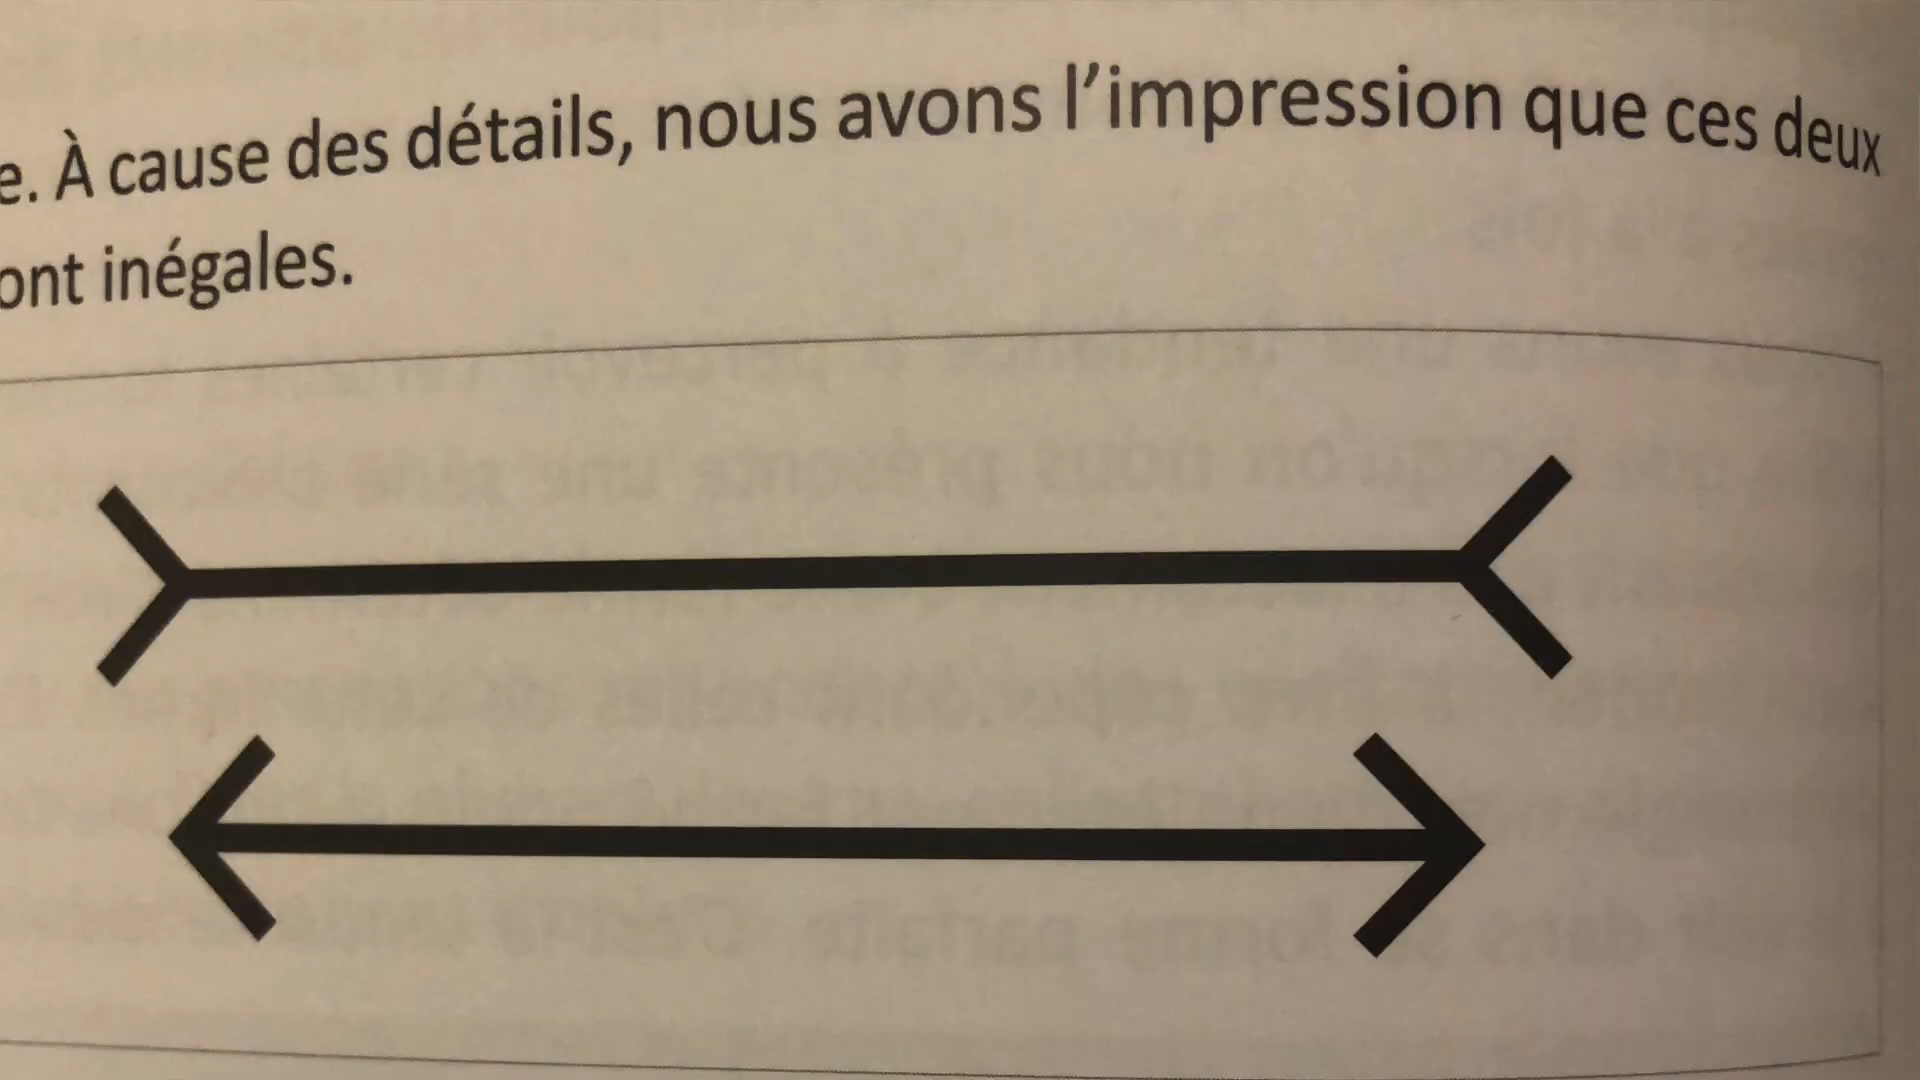 e. À cause des détails, nous avons l'impression que ces deux
ont inégales.